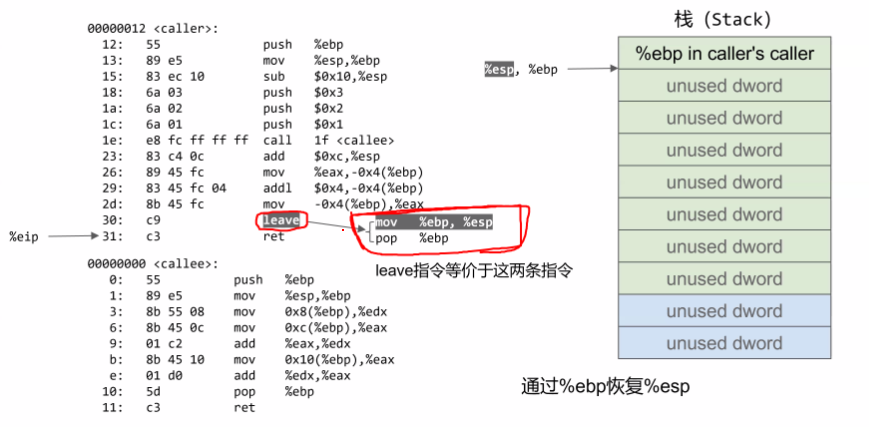 栈（Stack）
00000012 <caller>:
12: 55 push %ebp
13: 89 e5 mov %esp,%ebp
15: 83 ec 10 sub $0x10,%esp
18: 6a 03 push $0x3
1a: 6a 02 push $0x2
1c: 6a 01 push $0x1
1e: e8 fc ff ff ff call 1f <callee>
23: 83 c4 0c add $0xc,%esp
26: 89 45 fc mov %eax,-0x4(%ebp)
29: 83 45 fc 04 addl $0x4,-0x4(%ebp)
2d: 8b 45 fc mov -0x4(%ebp),%eax
30: c9 leave
mov %ebp, %esp
%eip
31: c3 ret
pop %ebp
leave指令等价于这两条指令
00000000 <callee>:
0: 55 push %ebp
1: 89 e5 mov %esp,%ebp
3: 8b 55 08 mov 0x8(%ebp),%edx
6: 8b 45 0c mov 0xc(%ebp),%eax
9: 01 c2 add %eax,%edx
b: 8b 45 10 mov 0x10(%ebp),%eax
e: 01 d0 add %edx,%eax
10: 5d pop %ebp
11: c3 ret
%esp, %ebp
%ebp in caller's caller
unused dword
unused dword
unused dword
unused dword
unused dword
unused dword
unused dword
unused dword
unused dword
通过%ebp恢复%esp